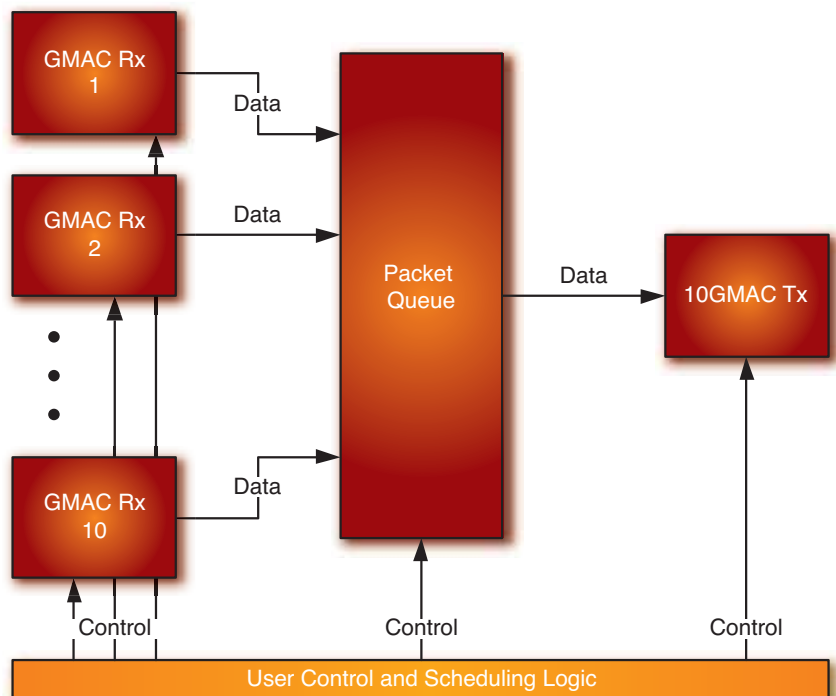 GMAC Rx
1
Data
GMAC Rx
2
Data
Packet
Queue
Data
10GMAC Tx
GMAC Rx
10
Data
Control
Control
Control
User Control and Scheduling Logic